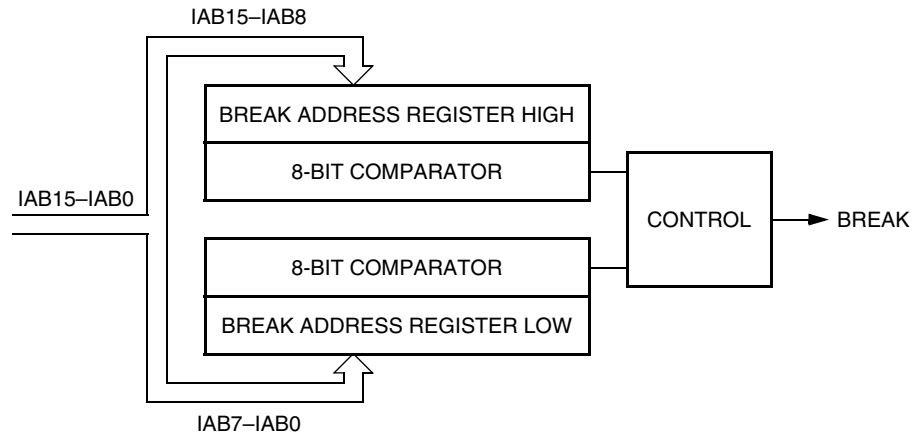 IAB15–IAB8
BREAK ADDRESS REGISTER HIGH
8-BIT COMPARATOR
IAB15–IAB0
CONTROL
BREAK
8-BIT COMPARATOR
BREAK ADDRESS REGISTER LOW
IAB7–IAB0